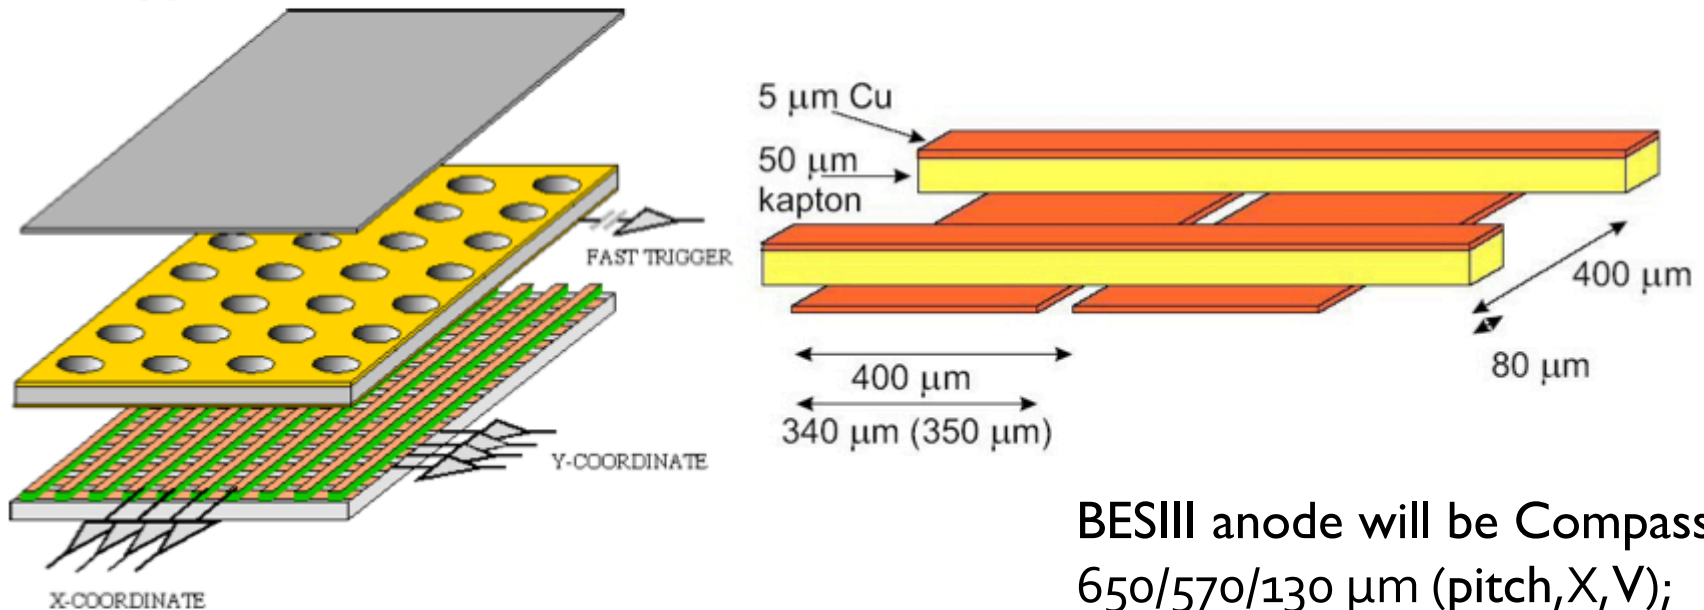 FAST TRIGGER
Y-COORDINATE
X-COORDINATE
5 µm Cu
50 µm
kapton
400 µm
80 µm
400 µm
340 µm (350 µm)
BESIII anode will be Compass
650/570/130 µm (pitch,X,V);